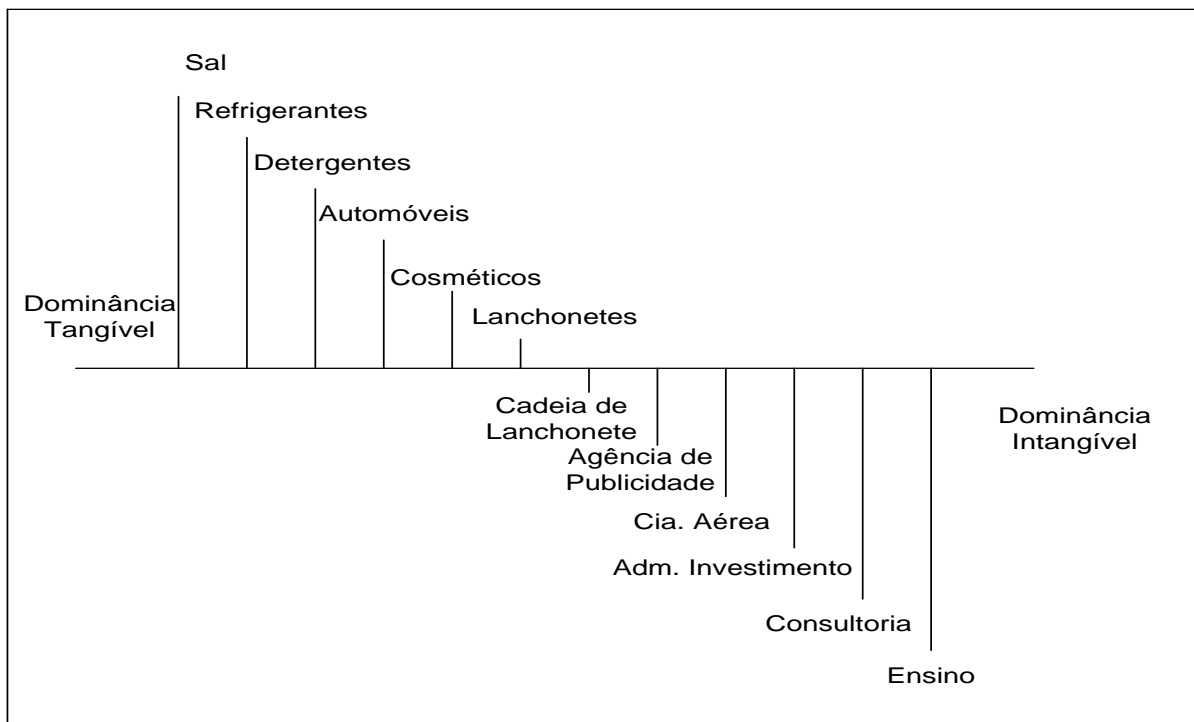 Sal
Refrigerantes
Detergentes
Automóveis
Cosméticos
Dominância
Tangível
Lanchonetes
Cadeia de
Lanchonete
Dominância
Intangível
Agência de
Publicidade
Cia. Aérea
Adm. Investimento
Consultoria
Ensino